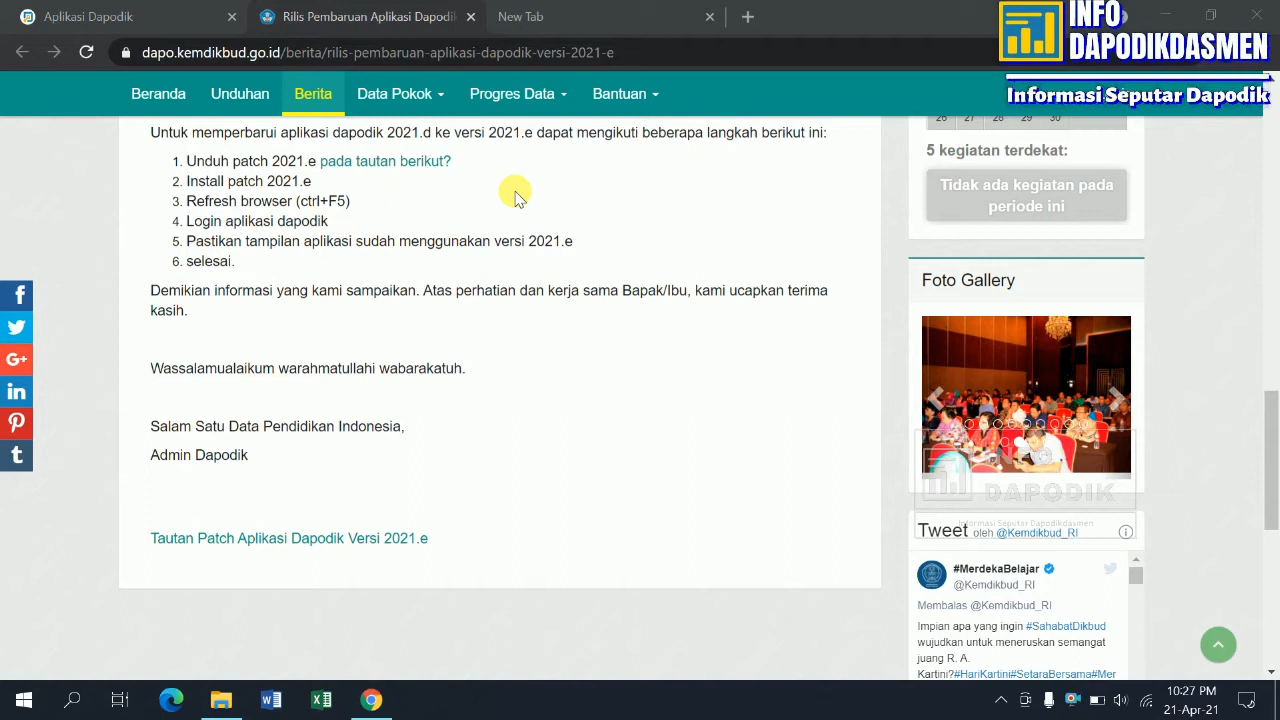 Aplikasi Dapodik
Rilis Pembaruan Aplikasi Dapodik
New Tab
INFO
DAPODIKDASMEN
Informasi Seputar Dapodik
dapo.kemdikbud.go.id/berita/rilis-pembaruan-aplikasi-dapodik-versi-2021-e
Beranda
Unduhan
Berita
Data Pokok
Progres Data
Bantuan
Untuk memperbarui aplikasi dapodik 2021.d ke versi 2021.e dapat mengikuti beberapa langkah berikut ini:
1. Unduh patch 2021.e pada tautan berikut?
2. Install patch 2021.e
3. Refresh browser (ctrl+F5)
4. Login aplikasi dapodik
5. Pastikan tampilan aplikasi sudah menggunakan versi 2021.e
6. selesai.
Demikian informasi yang kami sampaikan. Atas perhatian dan kerja sama Bapak/Ibu, kami ucapkan terima
kasih.
Wassalamualaikum warahmatullahi wabarakatuh.
Salam Satu Data Pendidikan Indonesia,
Admin Dapodik
Tautan Patch Aplikasi Dapodik Versi 2021.e
26 27 28 29 30
5 kegiatan terdekat:
Tidak ada kegiatan pada
periode ini
Foto Gallery
DAPODIK
Informasi Seputar Dapodikdasmen
Tweet oleh @Kemdikbud_RI
#MerdekaBelajar
@Kemdikbud_RI
Membalas @Kemdikbud_RI
Impian apa yang ingin #SahabatDikbud
wujudkan untuk meneruskan semangat
juang R. A.
Kartini?#HariKartini#SetaraBersama#Mer
10:27 PM
21-Apr-21